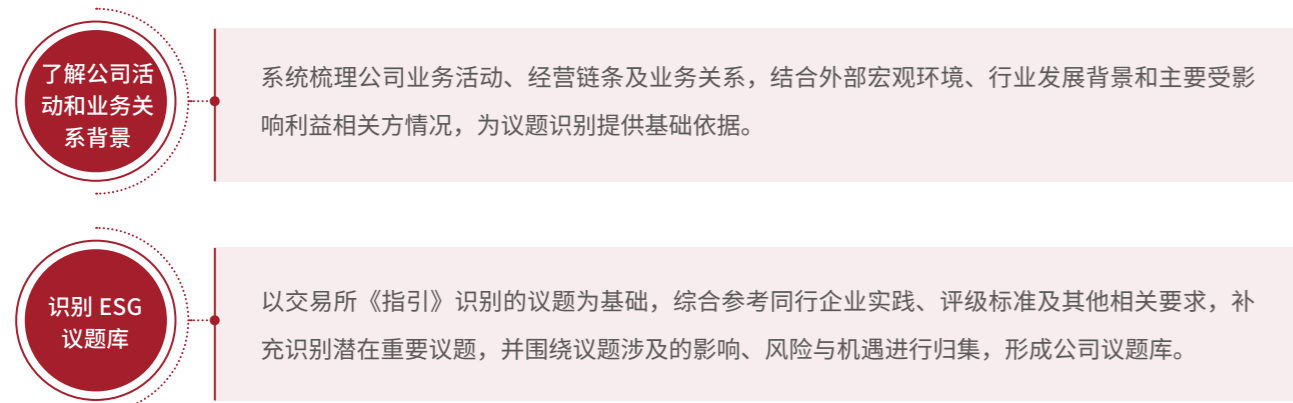 了解公司活
动和业务关
系背景
系统梳理公司业务活动、经营链条及业务关系，结合外部宏观环境、行业发展背景和主要受影
响利益相关方情况，为议题识别提供基础依据。
识别 ESG
议题库
以交易所《指引》识别的议题为基础，综合参考同行企业实践、评级标准及其他相关要求，补
充识别潜在重要议题，并围绕议题涉及的影响、风险与机遇进行归集，形成公司议题库。